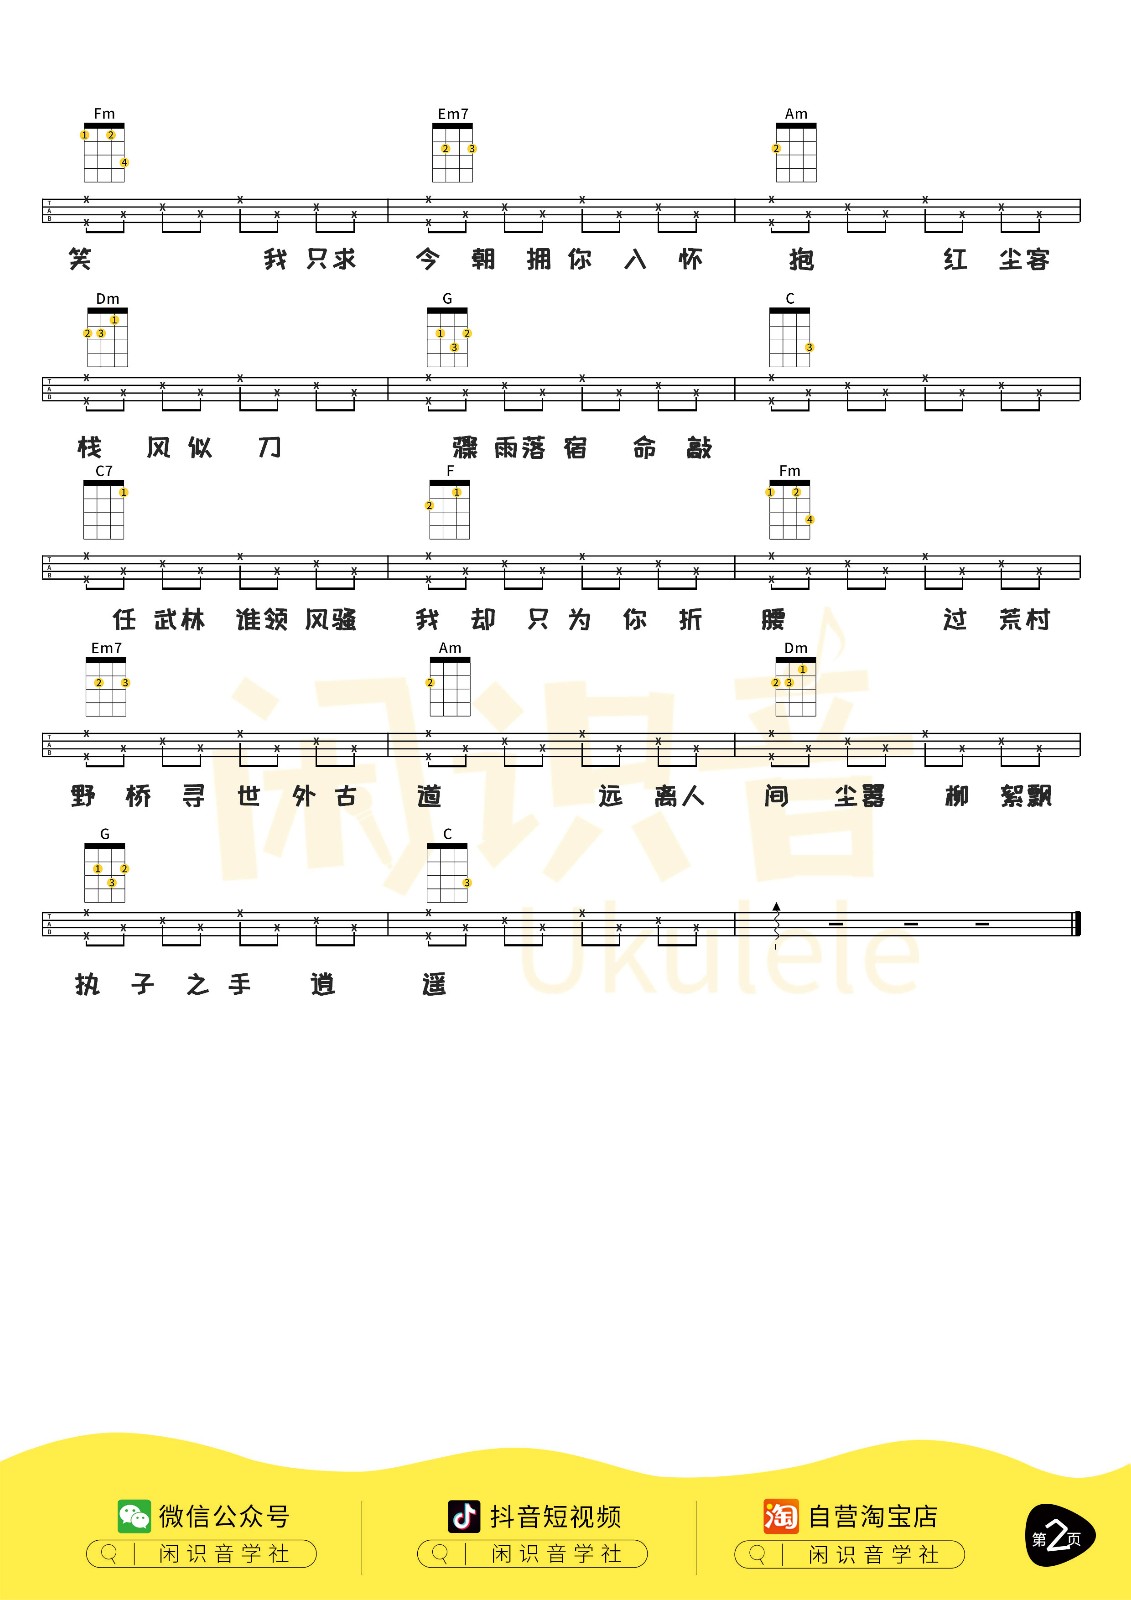 Fm Em7 Am
笑 我只求 今朝拥你入怀 抱 红尘客
Dm G C
栈风似刀 骤雨落宿命敲
C7 F Fm
任武林谁领风骚 我却只为你折 腰 过荒村
Em7 Am Dm
野桥寻世外古 道 远离人 间尘嚣 柳絮飘
G C
执子之手 逍 遥
闲识音
Ukulele
微信公众号 抖音短视频 自营淘宝店
闲识音学社 闲识音学社 闲识音学社
第2页